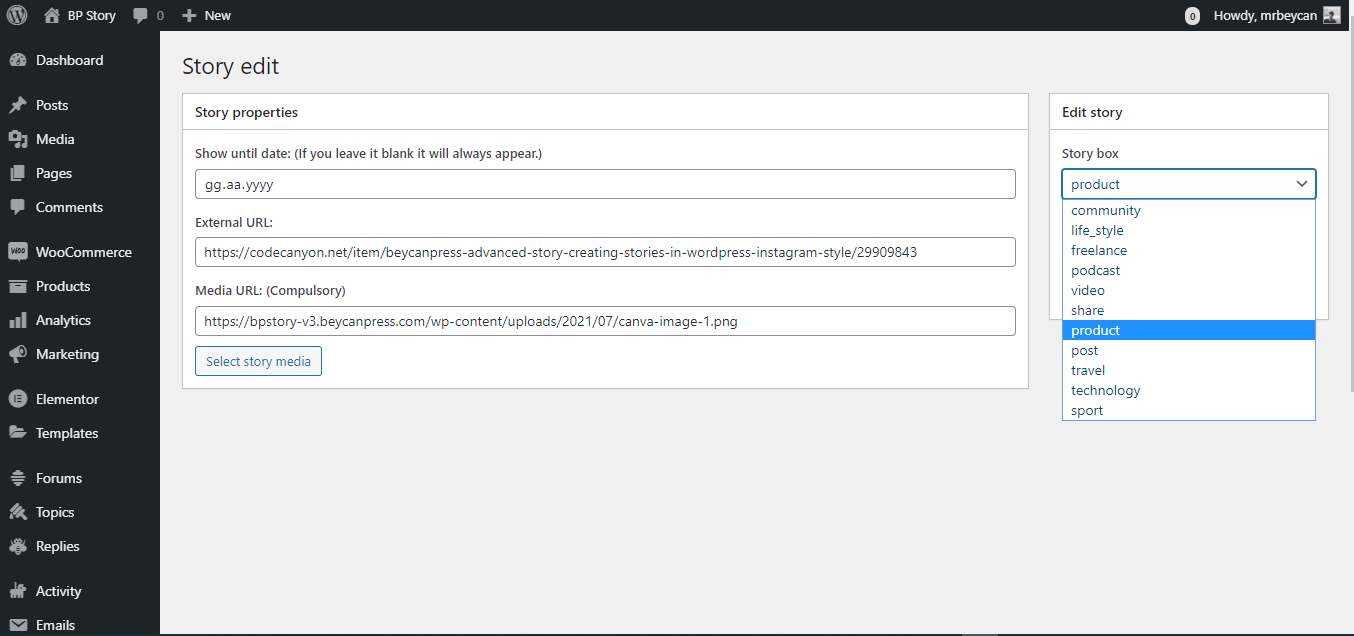 BP Story 0 New 0 Howdy, mrbeycan
Dashboard
Posts
Media
Pages
Comments
WooCommerce
Products
Analytics
Marketing
Elementor
Templates
Forums
Topics
Replies
Activity
Emails
Story edit
Story properties
Show until date: (If you leave it blank it will always appear.)
gg.aa.yyyy
External URL:
https://codecanyon.net/item/beycanpress-advanced-story-creating-stories-in-wordpress-instagram-style/29909843
Media URL: (Compulsory)
https://bpstory-v3.beycanpress.com/wp-content/uploads/2021/07/canva-image-1.png
Select story media
Edit story
Story box
product
community
life_style
freelance
podcast
video
share
product
post
travel
technology
sport